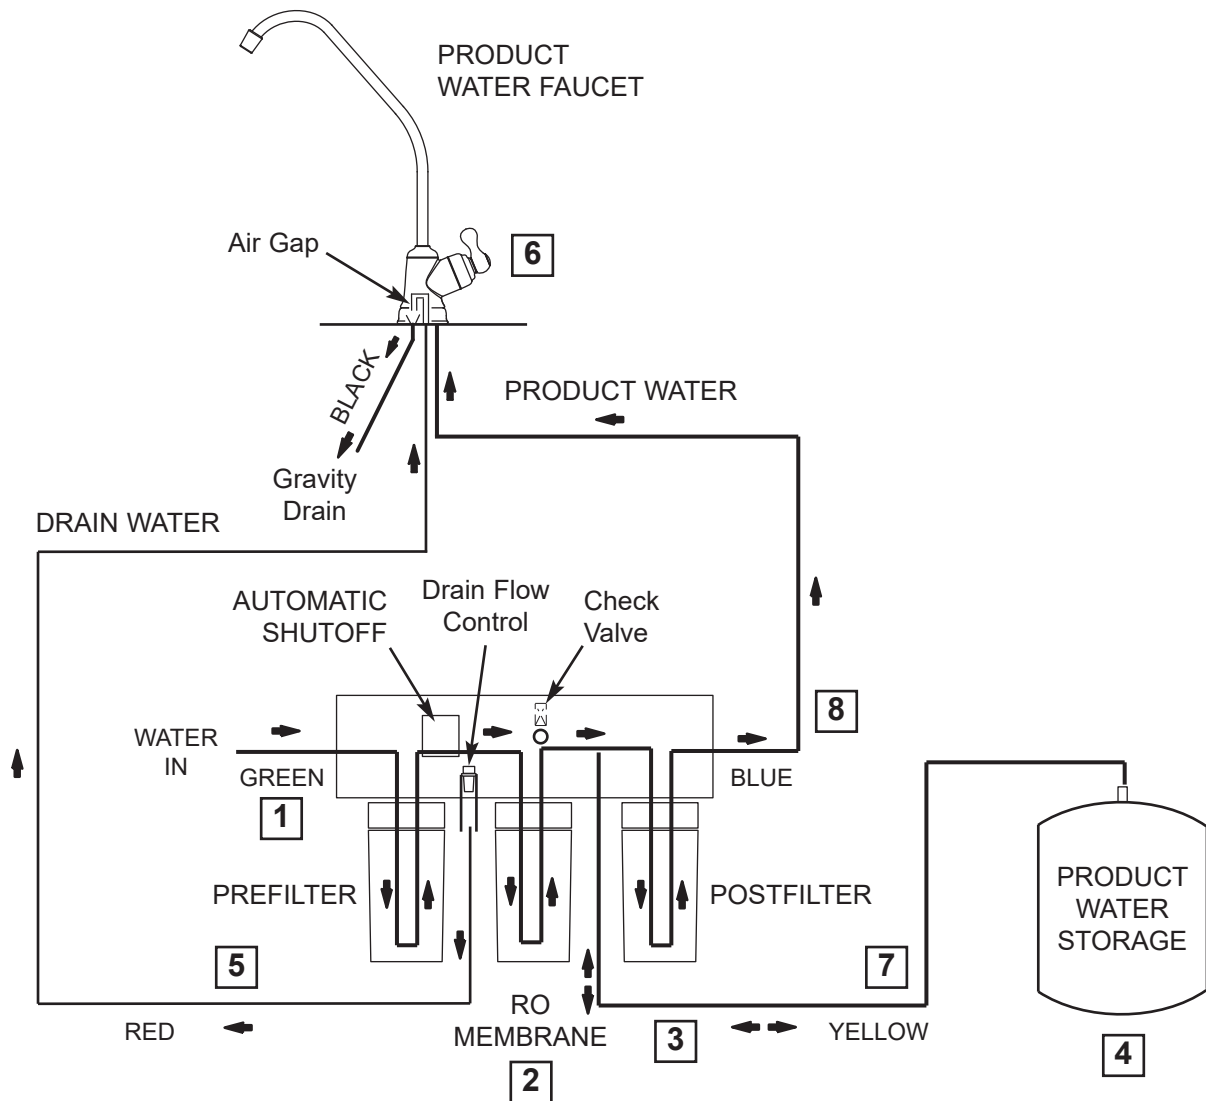 PRODUCT
WATER FAUCET
Air Gap
6
BLACK
PRODUCT WATER
Gravity
Drain
DRAIN WATER
AUTOMATIC
SHUTOFF
Drain Flow
Control
Check
Valve
8
WATER
IN
GREEN
BLUE
1
PREFILTER
POSTFILTER
PRODUCT
WATER
STORAGE
5
7
RED
RO
MEMBRANE
3
YELLOW
4
2